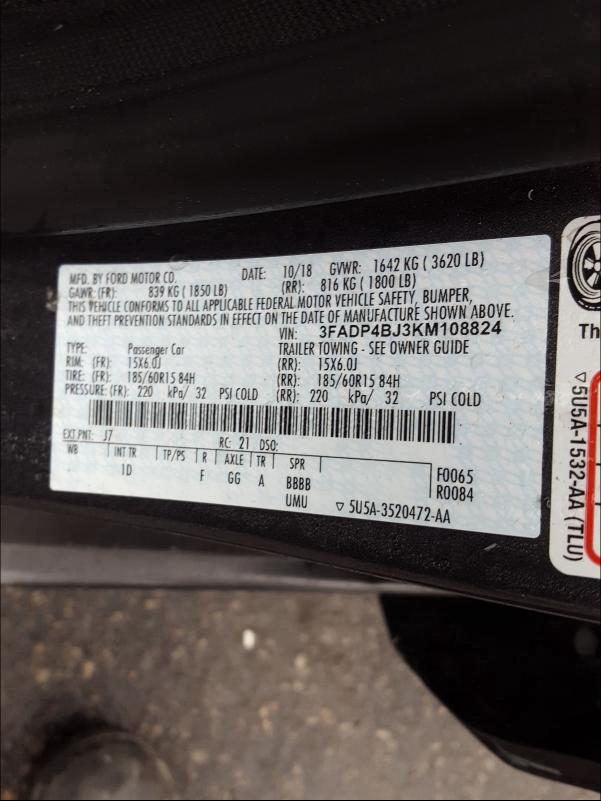 MFD. BY FORD MOTOR CO. DATE: 10/18 GVWR: 1642 KG ( 3620 LB)
GAWR: (FR): 839 KG ( 1850 LB) (RR): 816 KG ( 1800 LB)
THIS VEHICLE CONFORMS TO ALL APPLICABLE FEDERAL MOTOR VEHICLE SAFETY, BUMPER,
AND THEFT PREVENTION STANDARDS IN EFFECT ON THE DATE OF MANUFACTURE SHOWN ABOVE.
VIN: 3FADP4BJ3KM108824
TYPE: Passenger Car TRAILER TOWING - SEE OWNER GUIDE
RIM: (FR): 15X6.0J (RR): 15X6.0J
TIRE: (FR): 185/60R15 84H (RR): 185/60R15 84H
PRESSURE: (FR): 220 kPa/ 32 PSI COLD (RR): 220 kPa/ 32 PSI COLD
EXT PNT: J7 RC: 21 DSO:
WB INT TR TP/PS R AXLE TR SPR F0065
1D F GG A BBBB R0084
UMU ▽ 5U5A-3520472-AA
Th
▽ 5U5A-1532-AA (TLU)